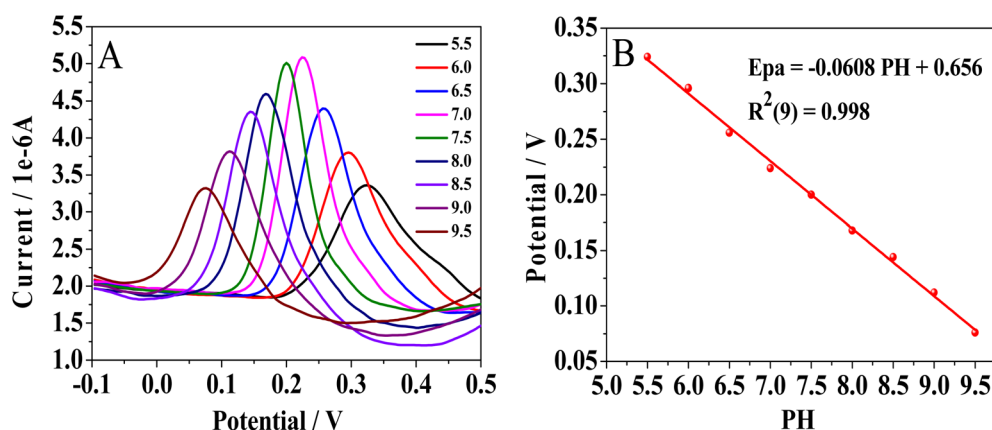 A
5.5
5.0
4.5
4.0
3.5
3.0
2.5
2.0
1.5
1.0
Current / 1e-6A
-0.1 0.0 0.1 0.2 0.3 0.4 0.5
Potential / V
5.5
6.0
6.5
7.0
7.5
8.0
8.5
9.0
9.5
B
0.35
0.30
0.25
0.20
0.15
0.10
0.05
Potential / V
Epa = -0.0608 PH + 0.656
R²(9) = 0.998
5.0 5.5 6.0 6.5 7.0 7.5 8.0 8.5 9.0 9.5
PH